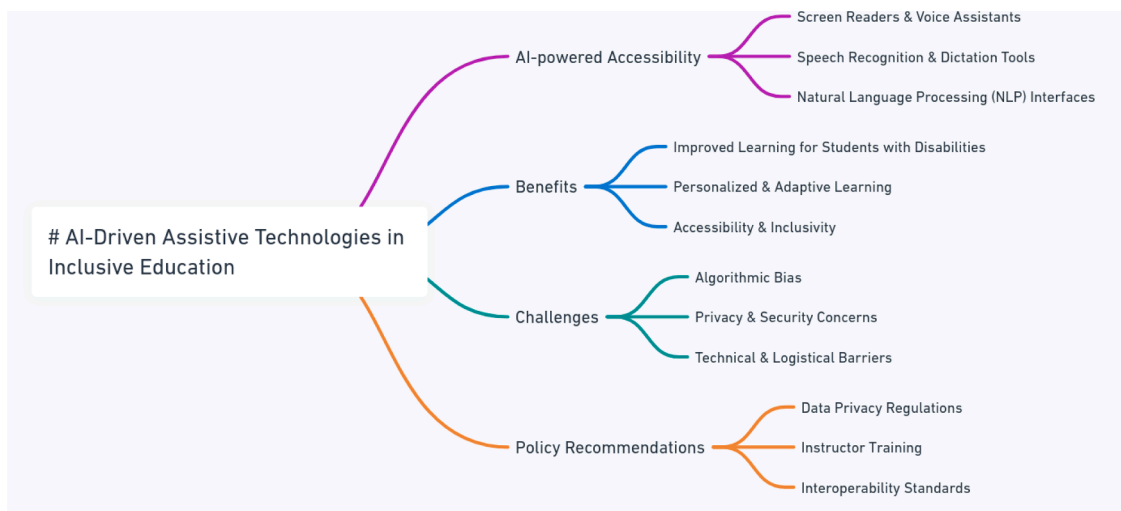 # AI-Driven Assistive Technologies in
Inclusive Education
AI-powered Accessibility
Screen Readers & Voice Assistants
Speech Recognition & Dictation Tools
Natural Language Processing (NLP) Interfaces
Benefits
Improved Learning for Students with Disabilities
Personalized & Adaptive Learning
Accessibility & Inclusivity
Challenges
Algorithmic Bias
Privacy & Security Concerns
Technical & Logistical Barriers
Policy Recommendations
Data Privacy Regulations
Instructor Training
Interoperability Standards